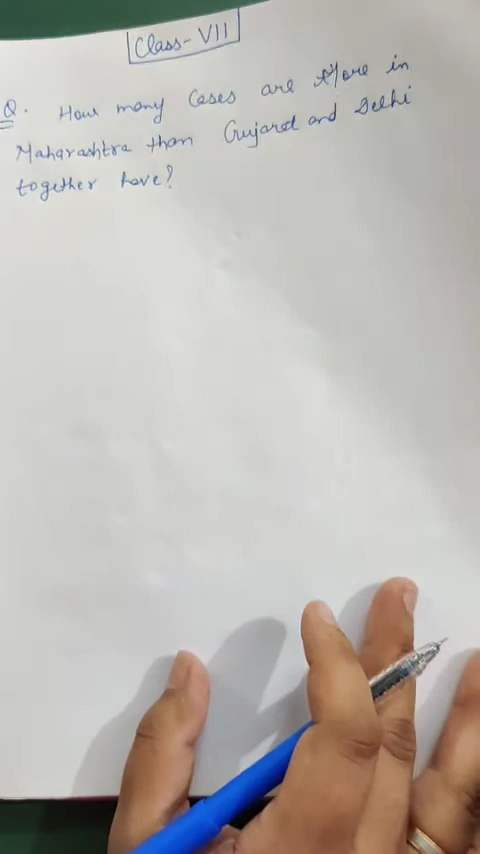 Class-VII
Q. How many Cases are More in
Maharashtra than Gujarat and Delhi
together have?